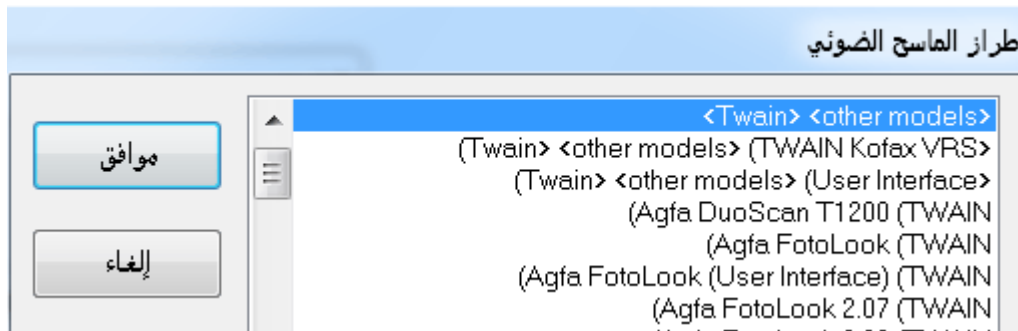 طراز الماسح الضوئي
موافق
إلغاء
<Twain> <other models>
(Twain> <other models> (TWAIN Kofax VRS>
(Twain> <other models> (User Interface>
(Agfa DuoScan T1200 (TWAIN
(Agfa FotoLook (TWAIN
(Agfa FotoLook (User Interface) (TWAIN
(Agfa FotoLook 2.07 (TWAIN